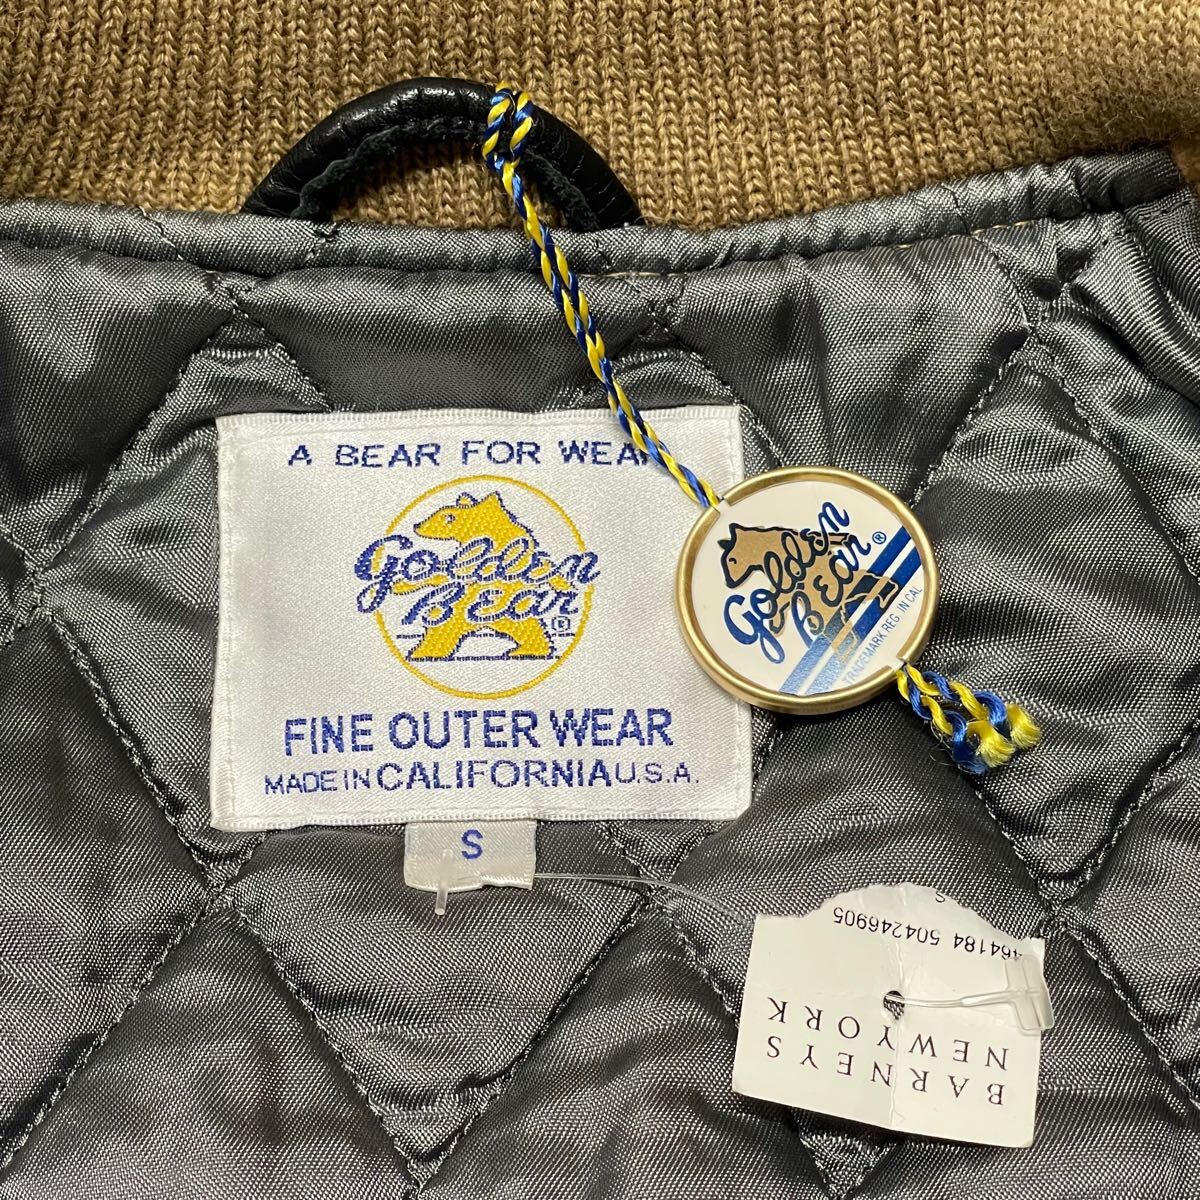 A BEAR FOR WEAR
Golden
Bear®
FINE OUTER WEAR
MADE IN CALIFORNIA U.S.A.
S
Golden
Bear®
TRADEMARK REG. IN CAL.
BARNEYS
NEW YORK
504246905
S